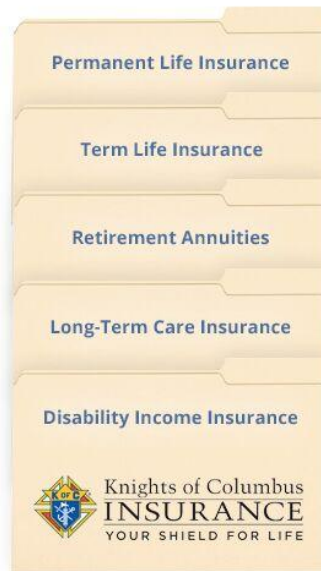 Permanent Life Insurance
Term Life Insurance
Retirement Annuities
Long-Term Care Insurance
Disability Income Insurance
K OF C
Knights of Columbus
INSURANCE
YOUR SHIELD FOR LIFE